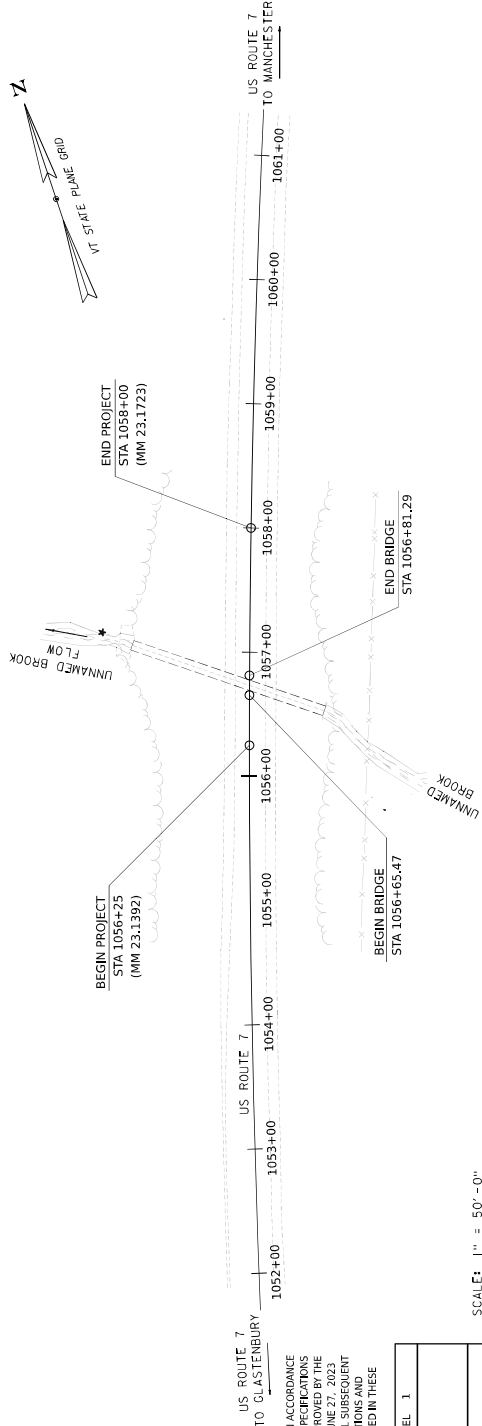 N
VT STATE PLANE GRID
US ROUTE 7
TO MANCHESTER
END PROJECT
STA 1058+00
(MM 23.1723)
UNNAMED BROOK
FLOW
BEGIN PROJECT
STA 1056+25
(MM 23.1392)
US ROUTE 7
TO GLASTENBURY
US ROUTE 7
1052+00
1053+00
1054+00
1055+00
1056+00
1057+00
1058+00
1059+00
1060+00
1061+00
BEGIN BRIDGE
STA 1056+65.47
END BRIDGE
STA 1056+81.29
UNNAMED
BROOK
ACCORDANCE
PECIFICATIONS
ROVED BY THE
NE 27, 2023
SUBSEQUENT
IONS AND
ED IN THESE
EL 1
SCALE: 1" = 50'-0"